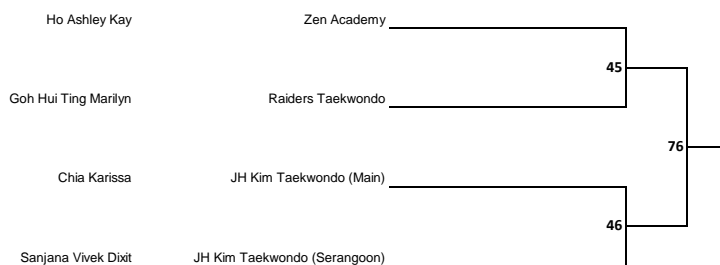 Ho Ashley Kay Zen Academy
45
Goh Hui Ting Marilyn Raiders Taekwondo
76
Chia Karissa JH Kim Taekwondo (Main)
46
Sanjana Vivek Dixit JH Kim Taekwondo (Serangoon)